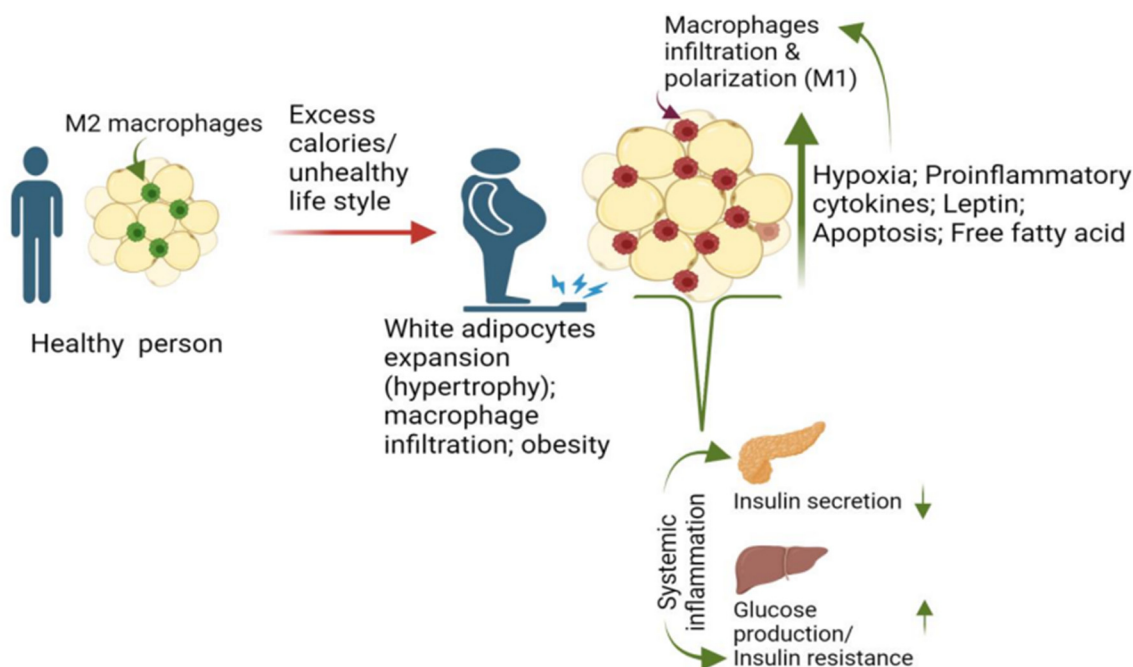 M2 macrophages
Healthy person
Excess
calories/
unhealthy
life style
White adipocytes
expansion
(hypertrophy);
macrophage
infiltration; obesity
Macrophages
infiltration &
polarization (M1)
Hypoxia; Proinflammatory
cytokines; Leptin;
Apoptosis; Free fatty acid
Systemic
inflammation
Insulin secretion
Glucose
production/
Insulin resistance